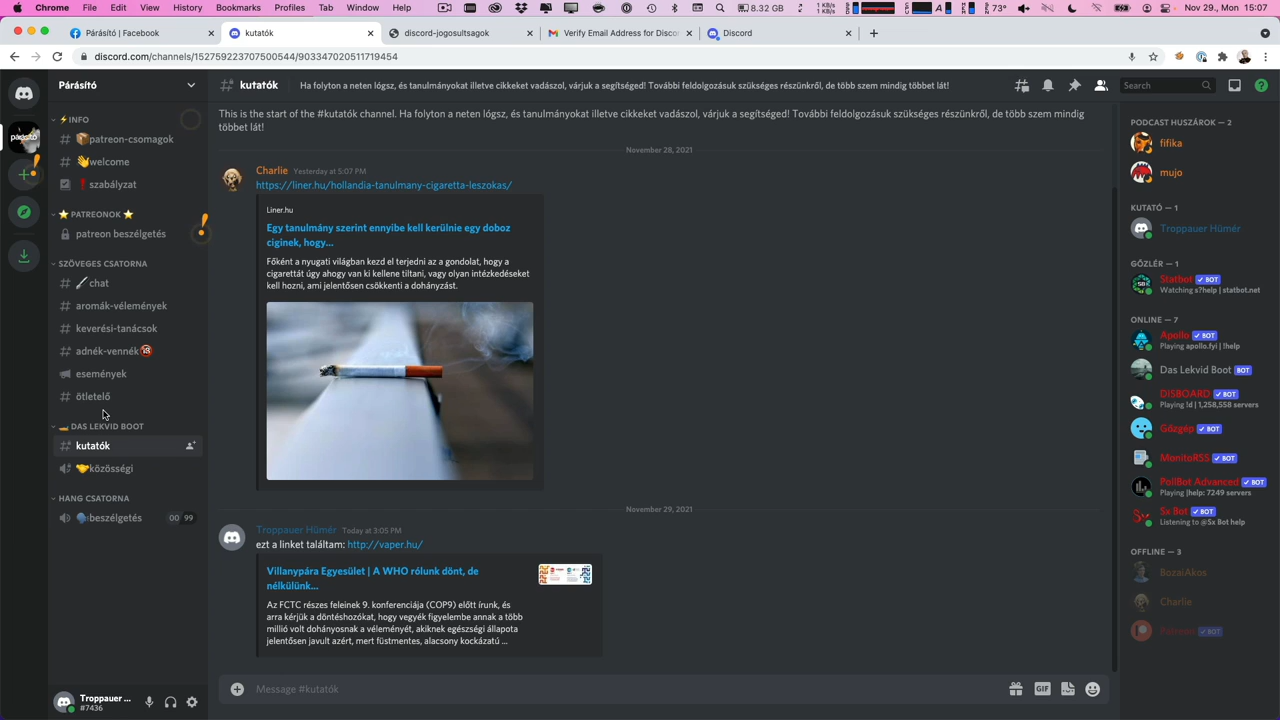 Chrome File Edit View History Bookmarks Profiles Tab Window Help 8.32 GB 1 KB/s 1 KB/s 73° Nov 29., Mon 15:07
Párásító | Facebook
kutatók
discord-jogosultsagok
Verify Email Address for Discor
Discord
discord.com/channels/152759223707500544/903347020511719454
Párásító
kutatók
Ha folyton a neten lógsz, és tanulmányokat illetve cikkeket vadászol, várjuk a segítséged! További feldolgozásuk szükséges részünkről, de több szem mindig többet lát!
Search
⚡INFO
📦patreon-csomagok
👋welcome
❗szabályzat
⭐ PATREONOK ⭐
patreon beszélgetés
SZÖVEGES CSATORNA
chat
aromák-vélemények
keverési-tanácsok
adnék-vennék🔞
események
ötletelő
DAS LEKVID BOOT
kutatók
🤝közösségi
HANG CSATORNA
🗣beszélgetés 00 99
Troppauer ...
#7436
This is the start of the #kutatók channel. Ha folyton a neten lógsz, és tanulmányokat illetve cikkeket vadászol, várjuk a segítséged! További feldolgozásuk szükséges részünkről, de több szem mindig
többet lát!
November 28, 2021
Charlie Yesterday at 5:07 PM
https://liner.hu/hollandia-tanulmany-cigaretta-leszokas/
Liner.hu
Egy tanulmány szerint ennyibe kell kerülnie egy doboz
ciginek, hogy...
Főként a nyugati világban kezd el terjedni az a gondolat, hogy a
cigarettát úgy ahogy van ki kellene tiltani, vagy olyan intézkedéseket
kell hozni, ami jelentősen csökkenti a dohányzást.
November 29, 2021
Troppauer Hümér Today at 3:05 PM
ezt a linket találtam: http://vaper.hu/
Villanypára Egyesület | A WHO rólunk dönt, de
nélkülünk...
Az FCTC részes feleinek 9. konferenciája (COP9) előtt írunk, és
arra kérjük a döntéshozókat, hogy vegyék figyelembe annak a több
millió volt dohányosnak a véleményét, akiknek egészségi állapota
jelentősen javult azért, mert füstmentes, alacsony kockázatú ...
Message #kutatók
GIF
PODCAST HUSZÁROK — 2
fifika
mujo
KUTATÓ — 1
Troppauer Hümér
GŐZLÉR — 1
Statbot ✓ BOT
Watching s?help | statbot.net
ONLINE — 7
Apollo ✓ BOT
Playing apollo.fyi | !help
Das Lekvid Boot BOT
DISBOARD ✓ BOT
Playing !d | 1,258,558 servers
Gőzgép ✓ BOT
MonitoRSS ✓ BOT
PollBot Advanced ✓ BOT
Playing |help: 7249 servers
Sx Bot ✓ BOT
Listening to @Sx Bot help
OFFLINE — 3
BozaiAkos
Charlie
Patreon ✓ BOT